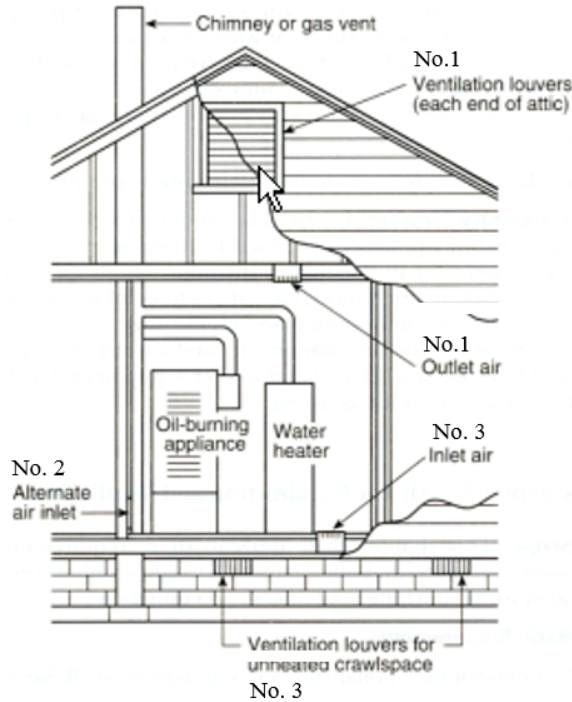 Chimney or gas vent
No.1
Ventilation louvers
(each end of attic)
No.1
Outlet air
Oil-burning
appliance
Water
heater
No. 3
Inlet air
No. 2
Alternate
air inlet
Ventilation louvers for
unheated crawlspace
No. 3